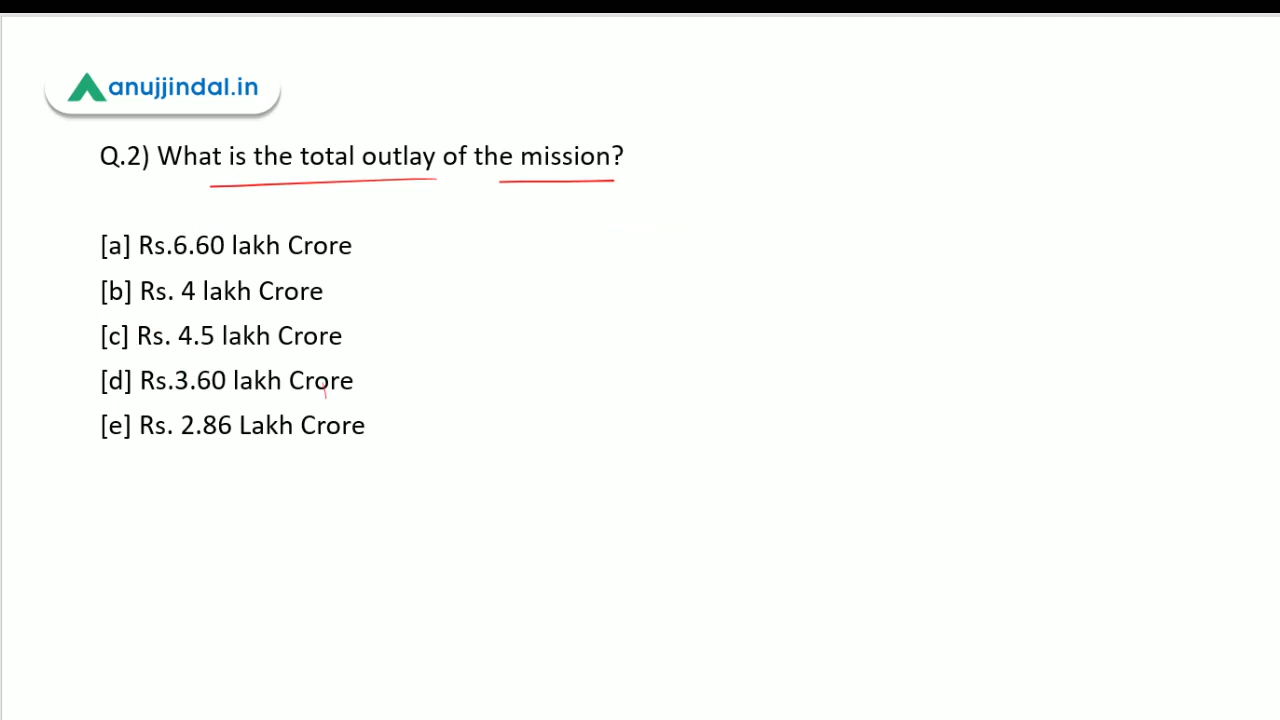 anujjindal.in
Q.2) What is the total outlay of the mission?
[a] Rs.6.60 lakh Crore
[b] Rs. 4 lakh Crore
[c] Rs. 4.5 lakh Crore
[d] Rs.3.60 lakh Crore
[e] Rs. 2.86 Lakh Crore